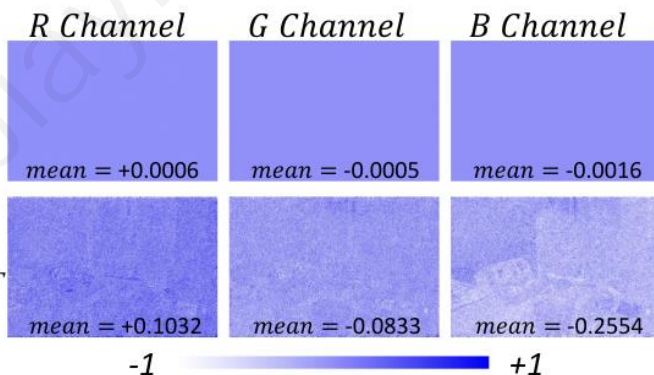 R Channel G Channel B Channel
mean = +0.0006 mean = -0.0005 mean = -0.0016
mean = +0.1032 mean = -0.0833 mean = -0.2554
-1 +1